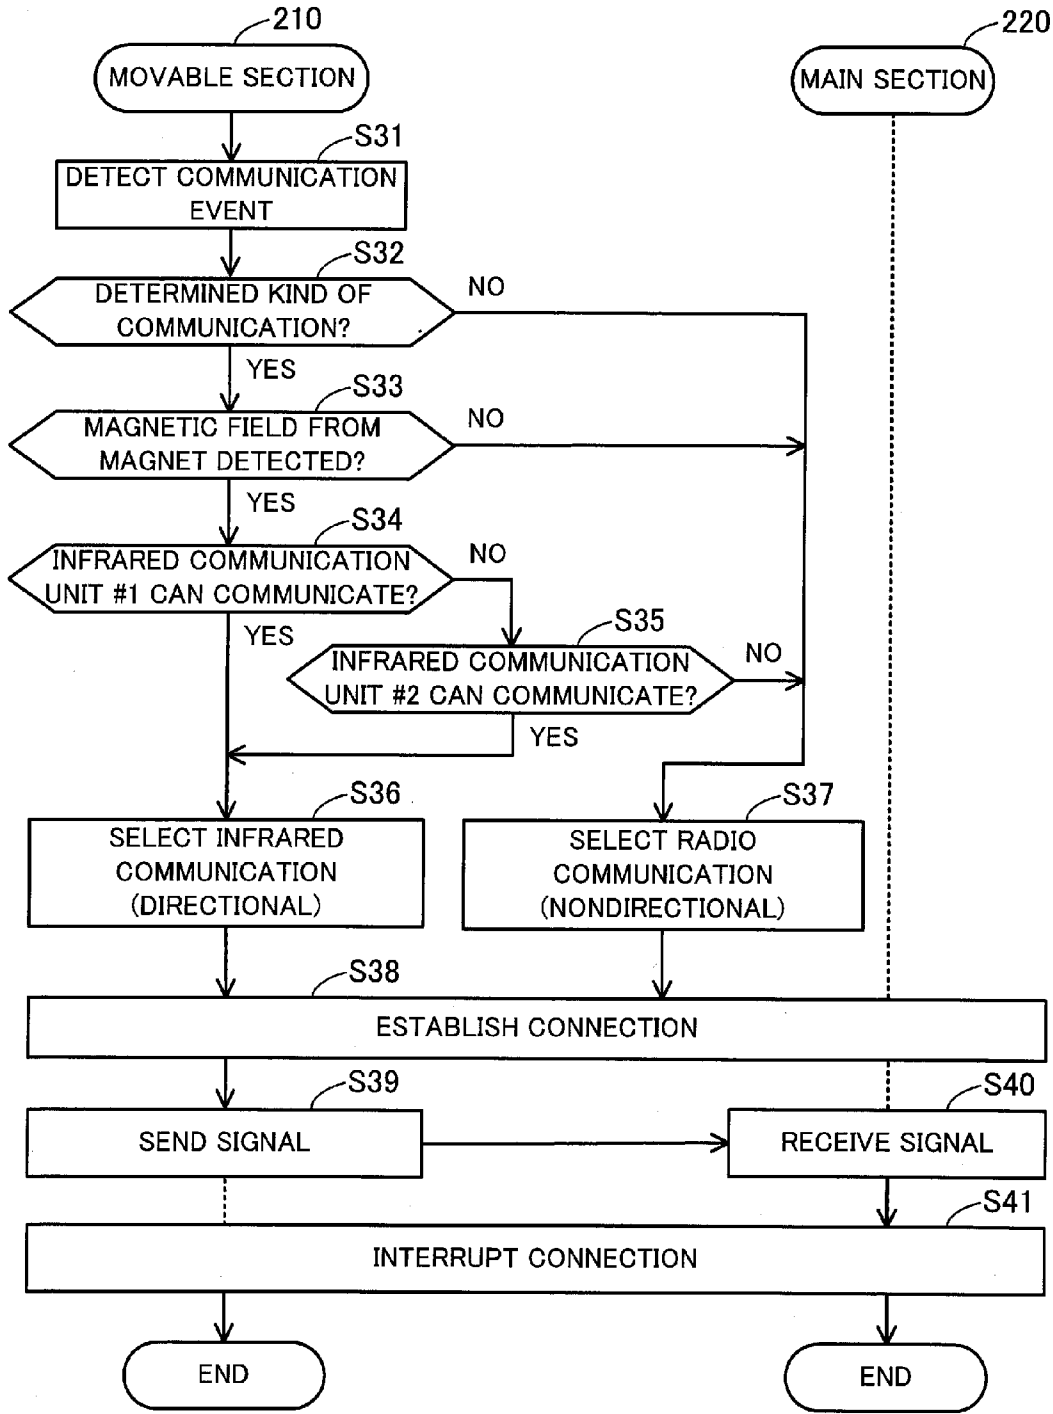 210
220
MOVABLE SECTION
MAIN SECTION
S31
DETECT COMMUNICATION
EVENT
S32
DETERMINED KIND OF
COMMUNICATION?
NO
YES
S33
MAGNETIC FIELD FROM
MAGNET DETECTED?
NO
YES
S34
INFRARED COMMUNICATION
UNIT #1 CAN COMMUNICATE?
NO
YES
S35
INFRARED COMMUNICATION
UNIT #2 CAN COMMUNICATE?
NO
YES
S36
SELECT INFRARED
COMMUNICATION
(DIRECTIONAL)
S37
SELECT RADIO
COMMUNICATION
(NONDIRECTIONAL)
S38
ESTABLISH CONNECTION
S39
SEND SIGNAL
S40
RECEIVE SIGNAL
S41
INTERRUPT CONNECTION
END
END